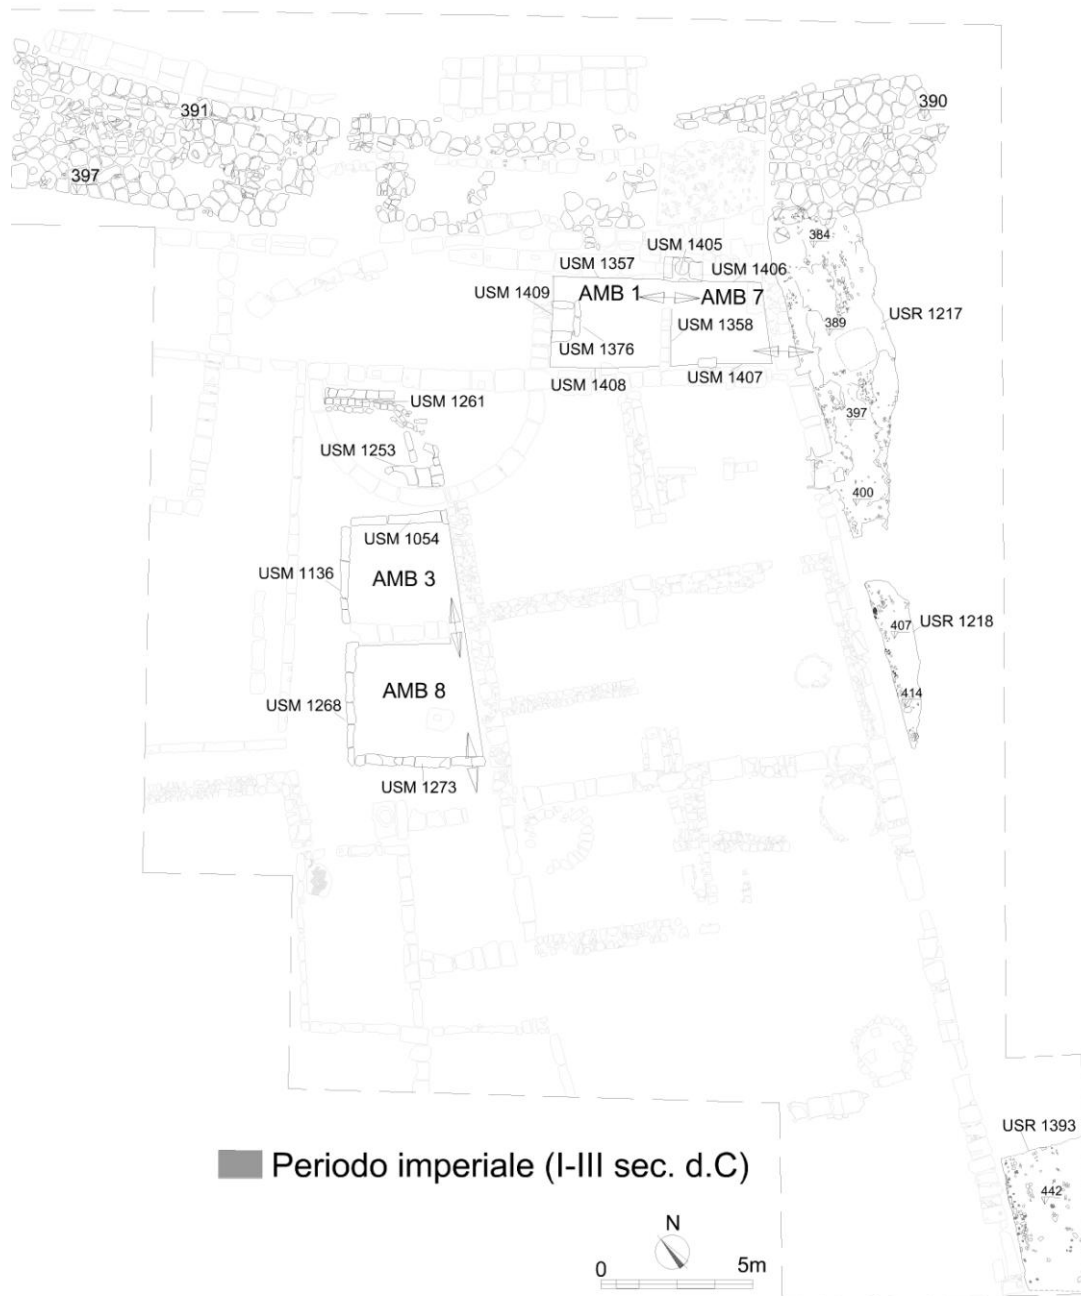 390
391
397
384
USM 1405
USM 1357
USM 1406
USM 1409
AMB 1
AMB 7
USR 1217
389
USM 1358
USM 1376
USM 1408
USM 1407
USM 1261
397
USM 1253
400
USM 1054
USM 1136
AMB 3
407
USR 1218
AMB 8
414
USM 1268
USM 1273
USR 1393
Periodo imperiale (I-III sec. d.C)
442
N
0
5m